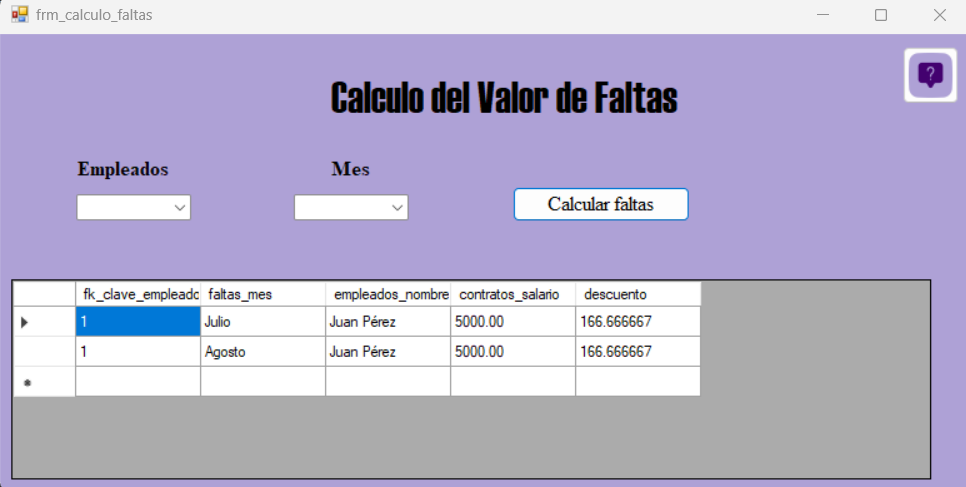 frm_calculo_faltas
Calculo del Valor de Faltas
Empleados Mes
Calcular faltas
fk_clave_empleado faltas_mes empleados_nombre contratos_salario descuento
1 Julio Juan Pérez 5000.00 166.666667
1 Agosto Juan Pérez 5000.00 166.666667